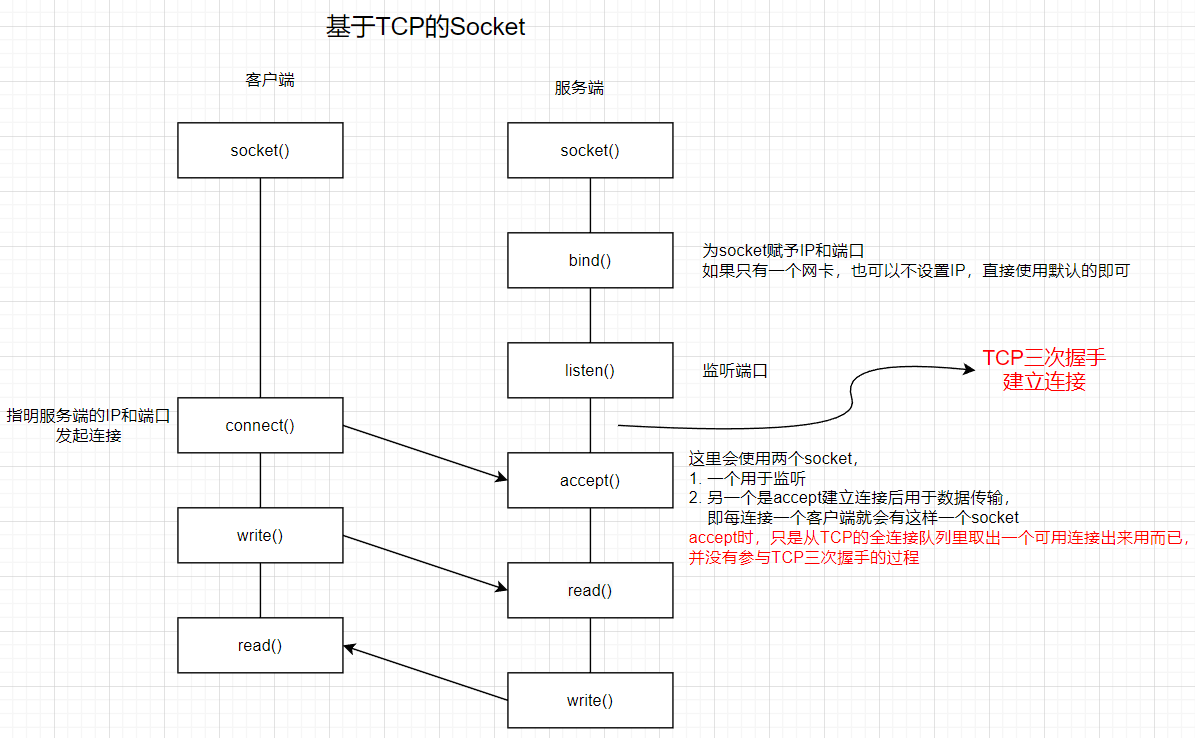 基于TCP的Socket
客户端
服务端
socket()
socket()
bind()
为socket赋予IP和端口
如果只有一个网卡，也可以不设置IP，直接使用默认的即可
listen()
监听端口
TCP三次握手
建立连接
指明服务端的IP和端口
发起连接
connect()
accept()
这里会使用两个socket，
1. 一个用于监听
2. 另一个是accept建立连接后用于数据传输，
即每连接一个客户端就会有这样一个socket
accept时，只是从TCP的全连接队列里取出一个可用连接出来用而已，
并没有参与TCP三次握手的过程
write()
read()
read()
write()